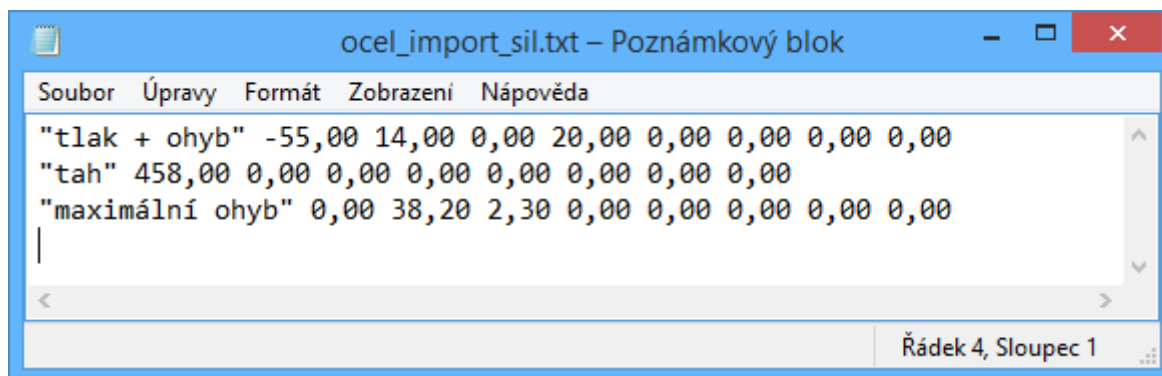 ocel_import_sil.txt – Poznámkový blok
Soubor Úpravy Formát Zobrazení Nápověda
"tlak + ohyb" -55,00 14,00 0,00 20,00 0,00 0,00 0,00 0,00
"tah" 458,00 0,00 0,00 0,00 0,00 0,00 0,00 0,00
"maximální ohyb" 0,00 38,20 2,30 0,00 0,00 0,00 0,00 0,00
Řádek 4, Sloupec 1